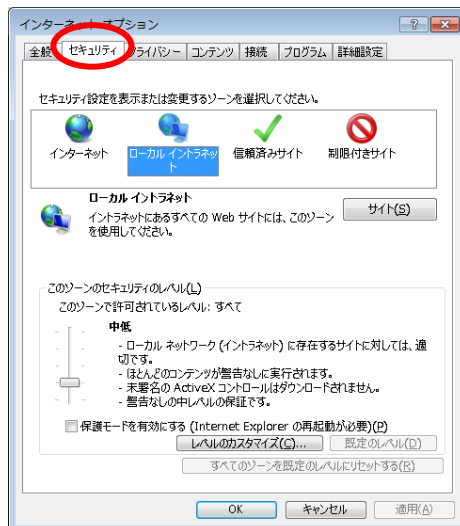 インターネット オプション
全般 セキュリティ プライバシー コンテンツ 接続 プログラム 詳細設定
セキュリティ設定を表示または変更するゾーンを選択してください。
インターネット ローカル イントラネット 信頼済みサイト 制限付きサイト
ローカル イントラネット
イントラネットにあるすべての Web サイトには、このゾーン
を使用してください。
サイト(S)
このゾーンのセキュリティのレベル(L)
このゾーンで許可されているレベル: すべて
中低
- ローカル ネットワーク (イントラネット) に存在するサイトに対しては、適
切です。
- ほとんどのコンテンツが警告なしに実行されます。
- 未署名の ActiveX コントロールはダウンロードされません。
- 警告なしの中レベルの保証です。
保護モードを有効にする (Internet Explorer の再起動が必要)(P)
レベルのカスタマイズ(C)... 既定のレベル(D)
すべてのゾーンを既定のレベルにリセットする(R)
OK キャンセル 適用(A)